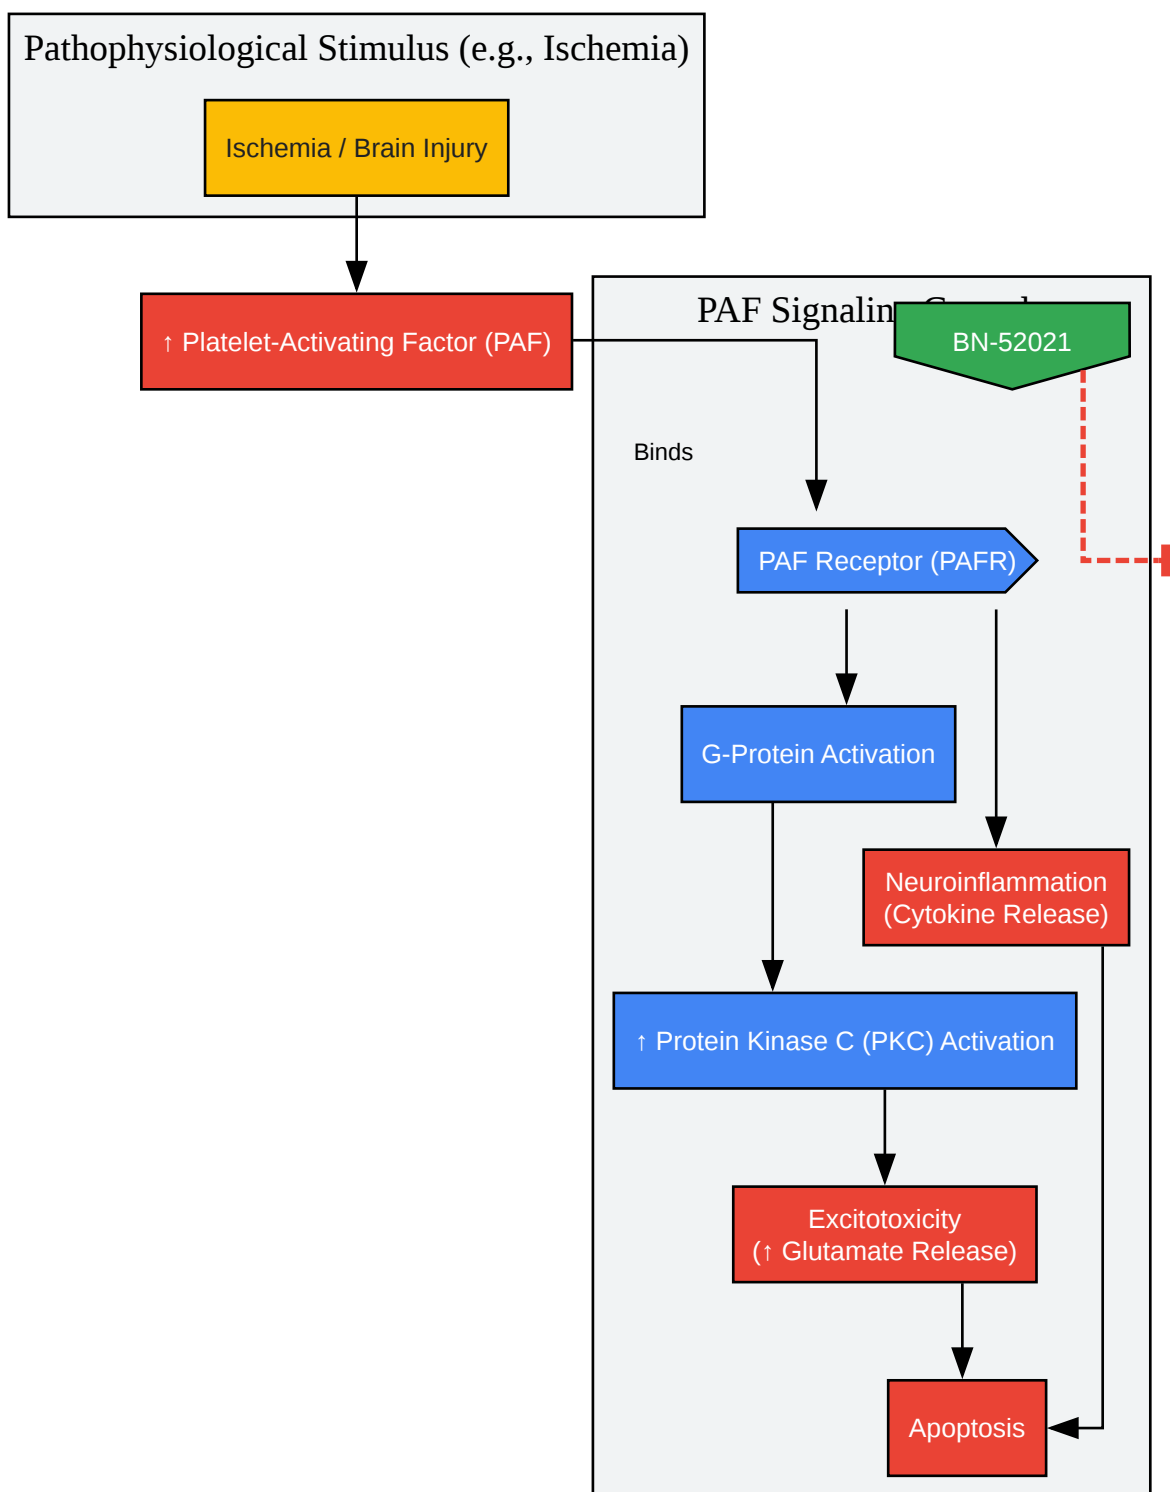 Pathophysiological Stimulus (e.g., Ischemia)
Ischemia / Brain Injury
↑ Platelet-Activating Factor (PAF)
PAF
BN-52021
Binds
PAF Receptor (PAFR)
G-Protein Activation
Neuroinflammation
(Cytokine Release)
↑ Protein Kinase C (PKC) Activation
Excitotoxicity
(↑ Glutamate Release)
Apoptosis